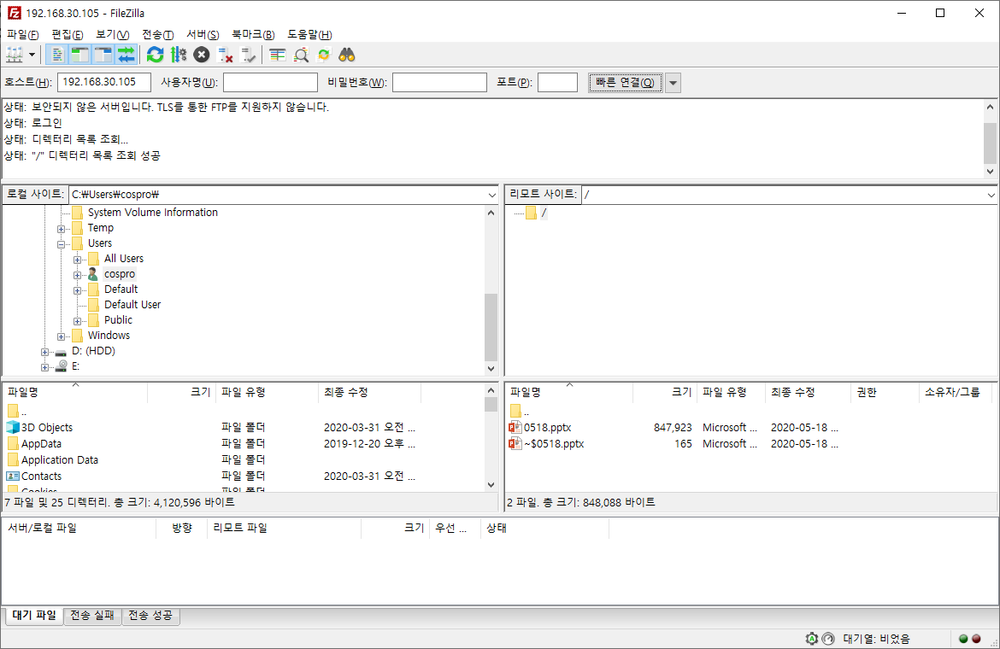 192.168.30.105 - FileZilla
파일(F) 편집(E) 보기(V) 전송(T) 서버(S) 북마크(B) 도움말(H)
호스트(H): 192.168.30.105 사용자명(U): 비밀번호(W): 포트(P): 빠른 연결(Q)
상태: 보안되지 않은 서버입니다. TLS를 통한 FTP를 지원하지 않습니다.
상태: 로그인
상태: 디렉터리 목록 조회...
상태: "/" 디렉터리 목록 조회 성공
로컬 사이트: C:₩Users₩cospro₩
System Volume Information
Temp
Users
All Users
cospro
Default
Default User
Public
Windows
D: (HDD)
E:
리모트 사이트: /
/
파일명 크기 파일 유형 최종 수정
..
3D Objects 파일 폴더 2020-03-31 오전 ...
AppData 파일 폴더 2019-12-20 오후 ...
Application Data 파일 폴더
Contacts 파일 폴더 2020-03-31 오전 ...
Cookies 파일 폴더
7 파일 및 25 디렉터리. 총 크기: 4,120,596 바이트
파일명 크기 파일 유형 최종 수정 권한 소유자/그룹
..
0518.pptx 847,923 Microsoft ... 2020-05-18 ...
~$0518.pptx 165 Microsoft ... 2020-05-18 ...
2 파일. 총 크기: 848,088 바이트
서버/로컬 파일 방향 리모트 파일 크기 우선 ... 상태
대기 파일 전송 실패 전송 성공
대기열: 비었음